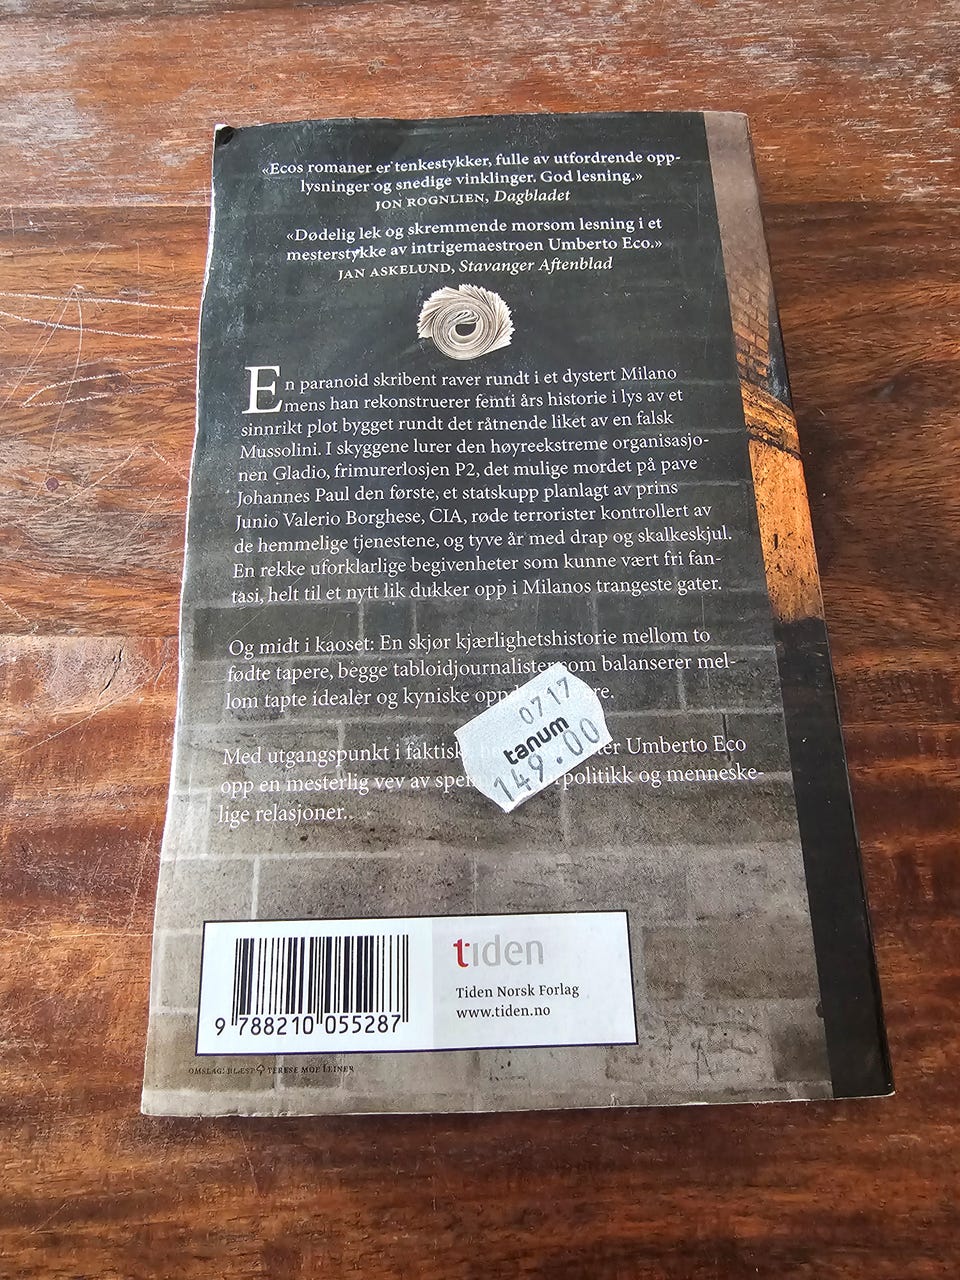 «Ecos romaner er tenkestykker, fulle av utfordrende opp-
lysninger og snedige vinklinger. God lesning.»
JON ROGNLIEN, Dagbladet
«Dødelig lek og skremmende morsom lesning i et
mesterstykke av intrigemaestroen Umberto Eco.»
JAN ASKELUND, Stavanger Aftenblad
En paranoid skribent raver rundt i et dystert Milano
mens han rekonstruerer femti års historie i lys av et
sinnrikt plot bygget rundt det råtnende liket av en falsk
Mussolini. I skyggene lurer den høyreekstreme organisasjo-
nen Gladio, frimurerlosjen P2, det mulige mordet på pave
Johannes Paul den første, et statskupp planlagt av prins
Junio Valerio Borghese, CIA, røde terrorister kontrollert av
de hemmelige tjenestene, og tyve år med drap og skalkeskjul.
En rekke uforklarlige begivenheter som kunne vært fri fan-
tasi, helt til et nytt lik dukker opp i Milanos trangeste gater.
Og midt i kaoset: En skjør kjærlighetshistorie mellom to
fødte tapere, begge tabloidjournalister som balanserer mel-
lom tapte idealer og kyniske
Med utgangspunkt i Umberto Eco
opp en mesterlig vev av og menneske-
lige relasjoner.
0717
tanum
149.00
tiden
Tiden Norsk Forlag
www.tiden.no
9 788210 055287
OMSLAG: BLÆST TERESE MOE LEINER